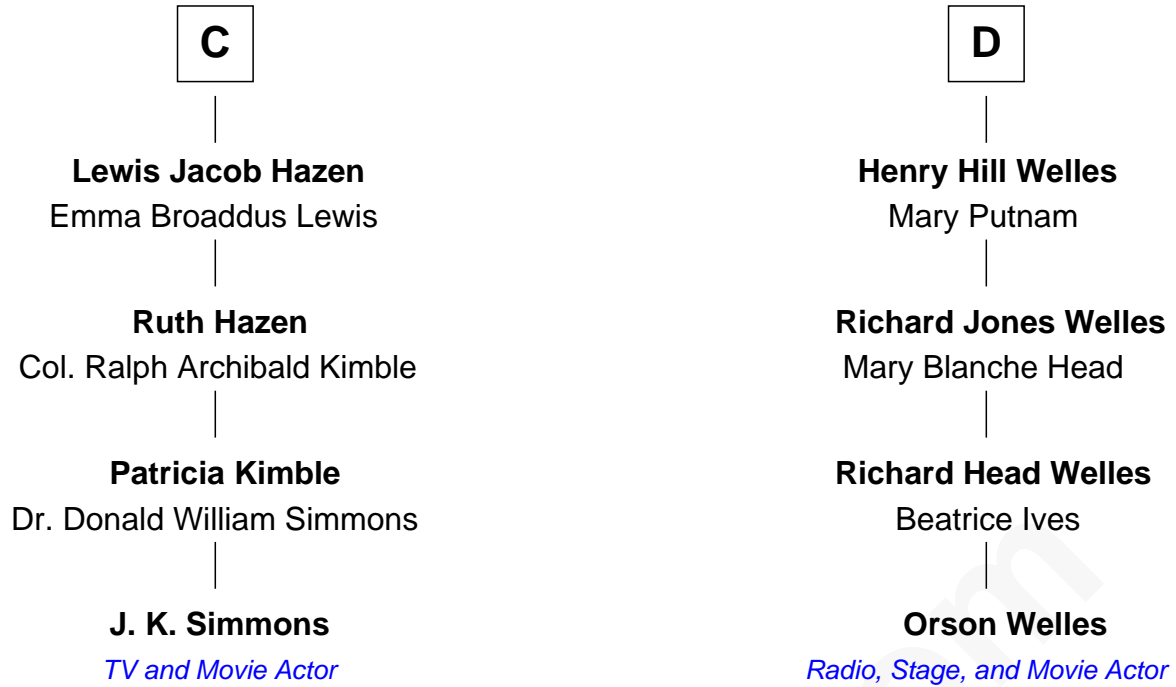 C
Lewis Jacob Hazen
Emma Broaddus Lewis
Ruth Hazen
Col. Ralph Archibald Kimble
Patricia Kimble
Dr. Donald William Simmons
J. K. Simmons
TV and Movie Actor
D
Henry Hill Welles
Mary Putnam
Richard Jones Welles
Mary Blanche Head
Richard Head Welles
Beatrice Ives
Orson Welles
Radio, Stage, and Movie Actor